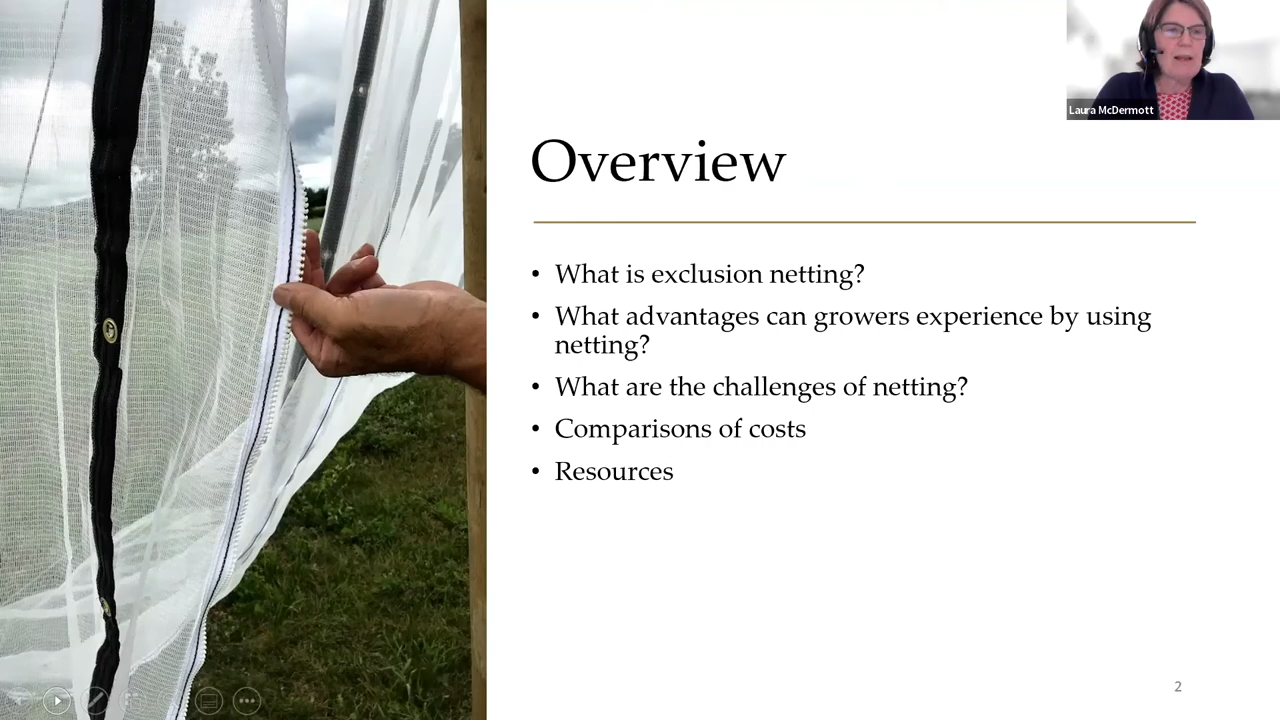 Laura McDermott
Overview
• What is exclusion netting?
• What advantages can growers experience by using
netting?
• What are the challenges of netting?
• Comparisons of costs
• Resources
2